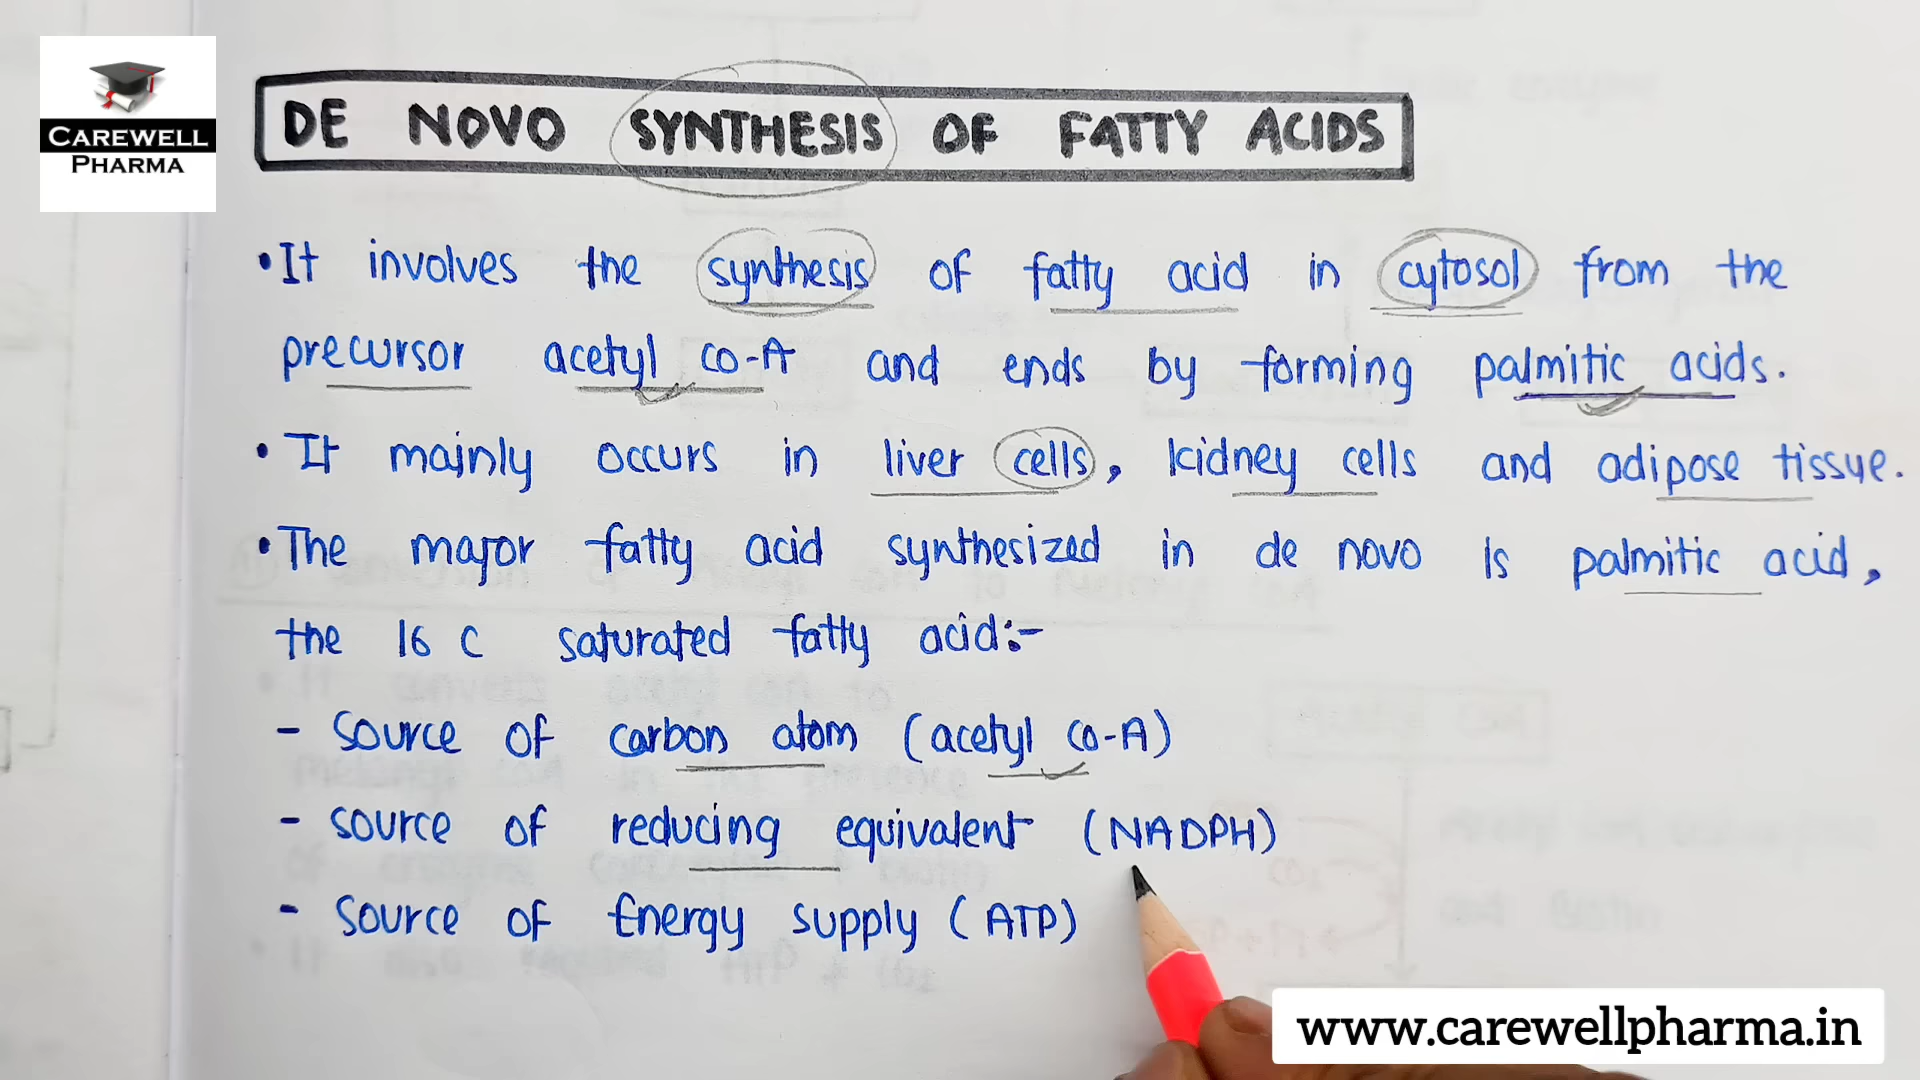 CAREWELL
PHARMA
DE NOVO SYNTHESIS OF FATTY ACIDS
•It involves the synthesis of fatty acid in cytosol from the
precursor acetyl co-A and ends by forming palmitic acids.
• It mainly occurs in liver cells, kidney cells and adipose tissue.
•The major fatty acid synthesized in de novo is palmitic acid,
the 16 C saturated fatty acid:-
- source of carbon atom (acetyl co-A)
- source of reducing equivalent (NADPH)
- source of Energy supply (ATP)
www.carewellpharma.in